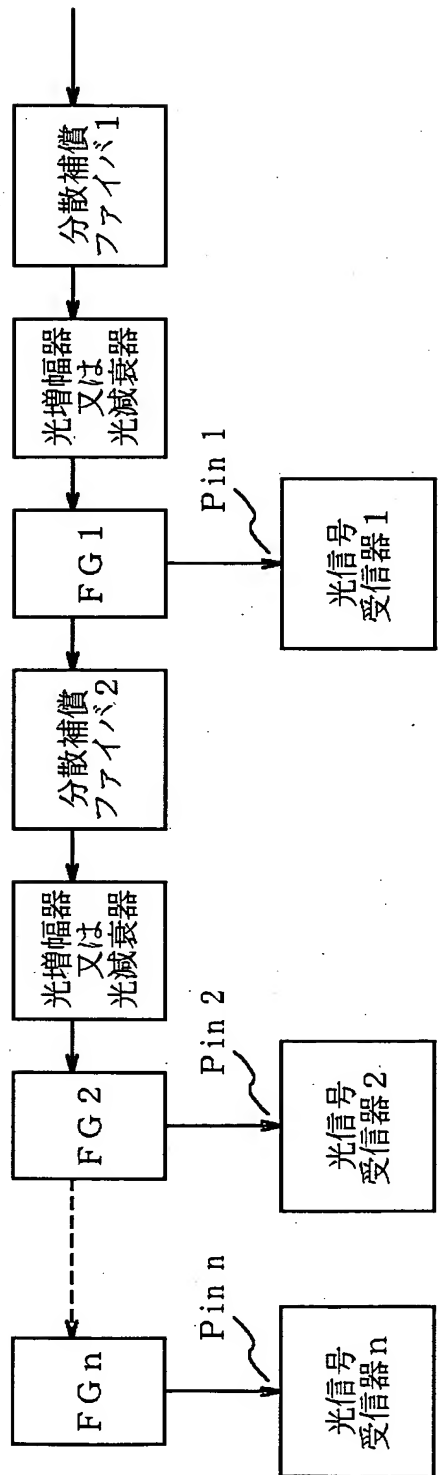 分散補償
ファイバ1
光増幅器
又は
光減衰器
FG1
Pin 1
光信号
受信器1
分散補償
ファイバ2
光増幅器
又は
光減衰器
FG2
Pin 2
光信号
受信器2
FGn
Pin n
光信号
受信器n